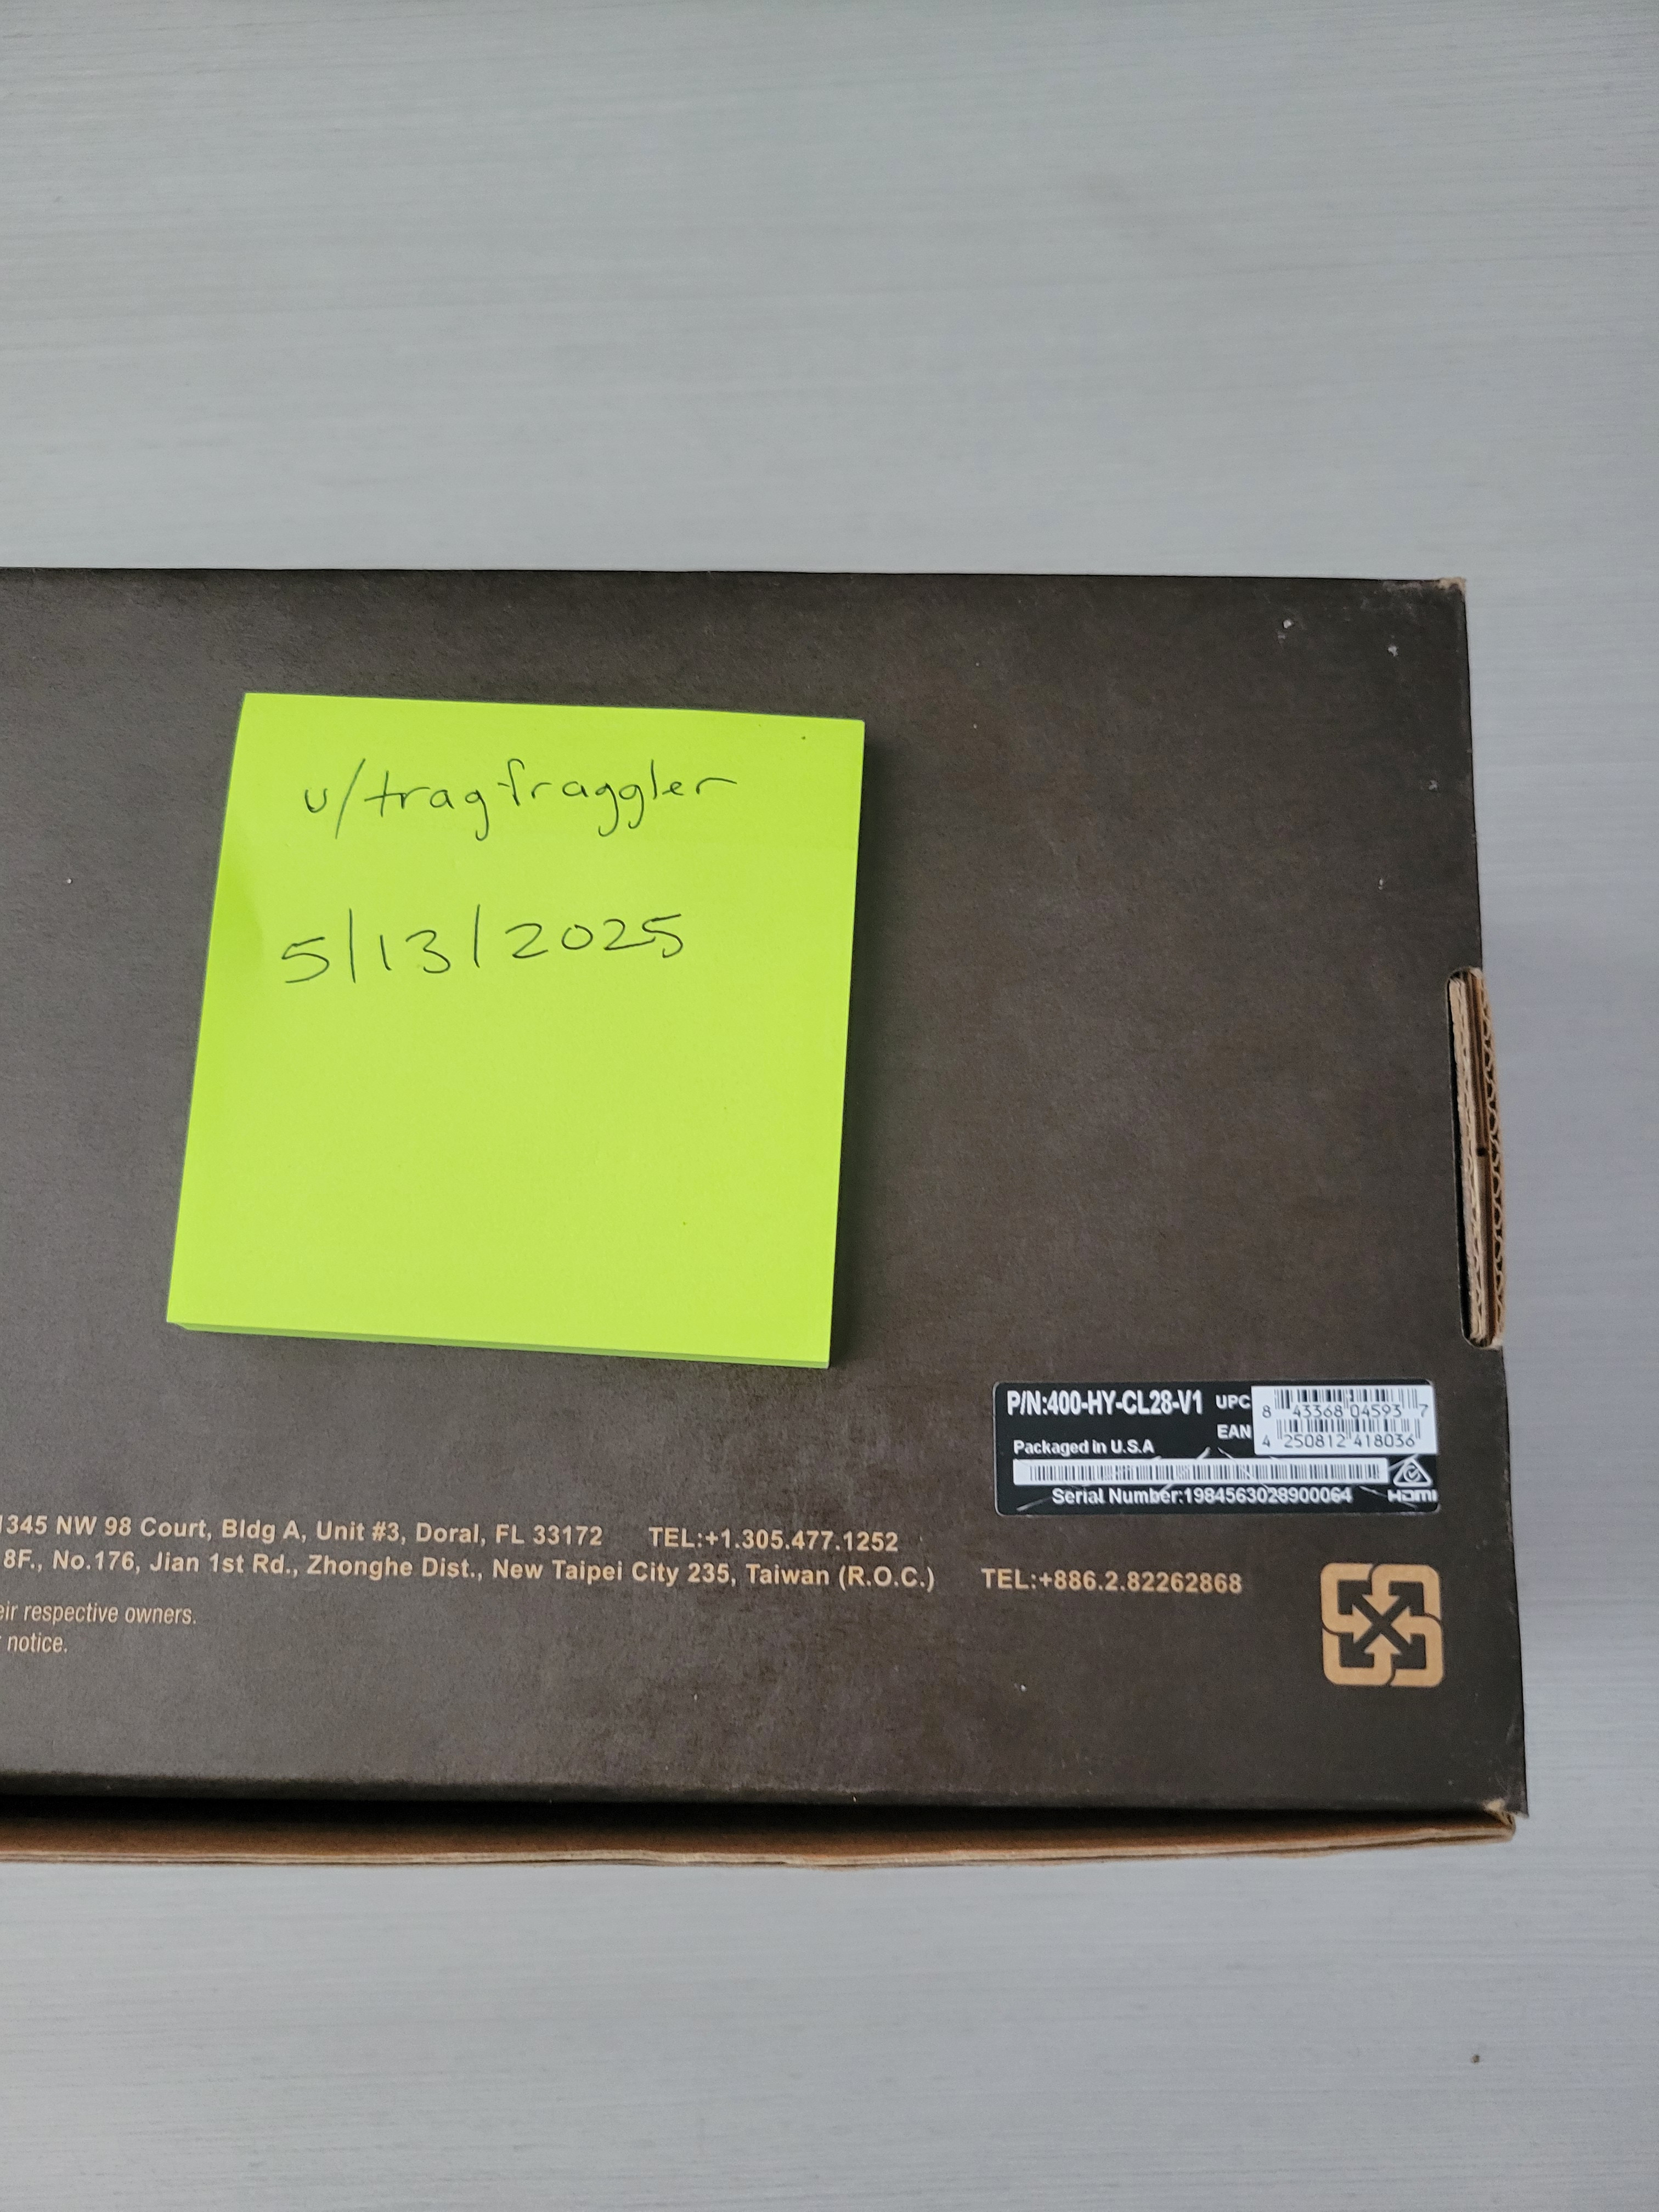 u/tragfraggler
5/13/2025
P/N:400-HY-CL28-V1 UPC 8 43368 04593 7
EAN 4 250812 418036
Packaged in U.S.A
Serial Number:1984563028900064 HDMI
1345 NW 98 Court, Bldg A, Unit #3, Doral, FL 33172 TEL:+1.305.477.1252
8F., No.176, Jian 1st Rd., Zhonghe Dist., New Taipei City 235, Taiwan (R.O.C.) TEL:+886.2.82262868
eir respective owners.
notice.